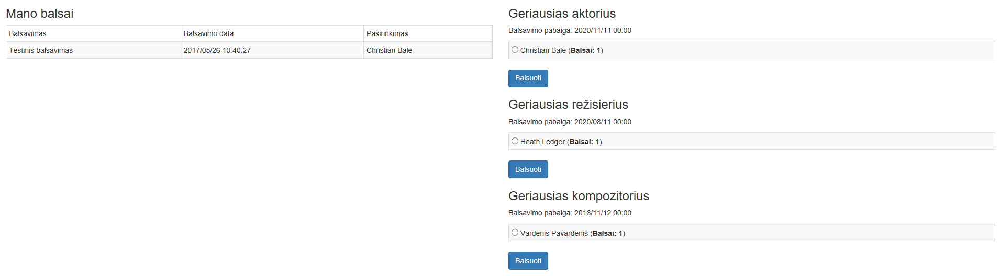 Mano balsai
Balsavimas Balsavimo data Pasirinkimas
Testinis balsavimas 2017/05/26 10:40:27 Christian Bale
Geriausias aktorius
Balsavimo pabaiga: 2020/11/11 00:00
Christian Bale (Balsai: 1)
Balsuoti
Geriausias režisierius
Balsavimo pabaiga: 2020/08/11 00:00
Heath Ledger (Balsai: 1)
Balsuoti
Geriausias kompozitorius
Balsavimo pabaiga: 2018/11/12 00:00
Vardenis Pavardenis (Balsai: 1)
Balsuoti